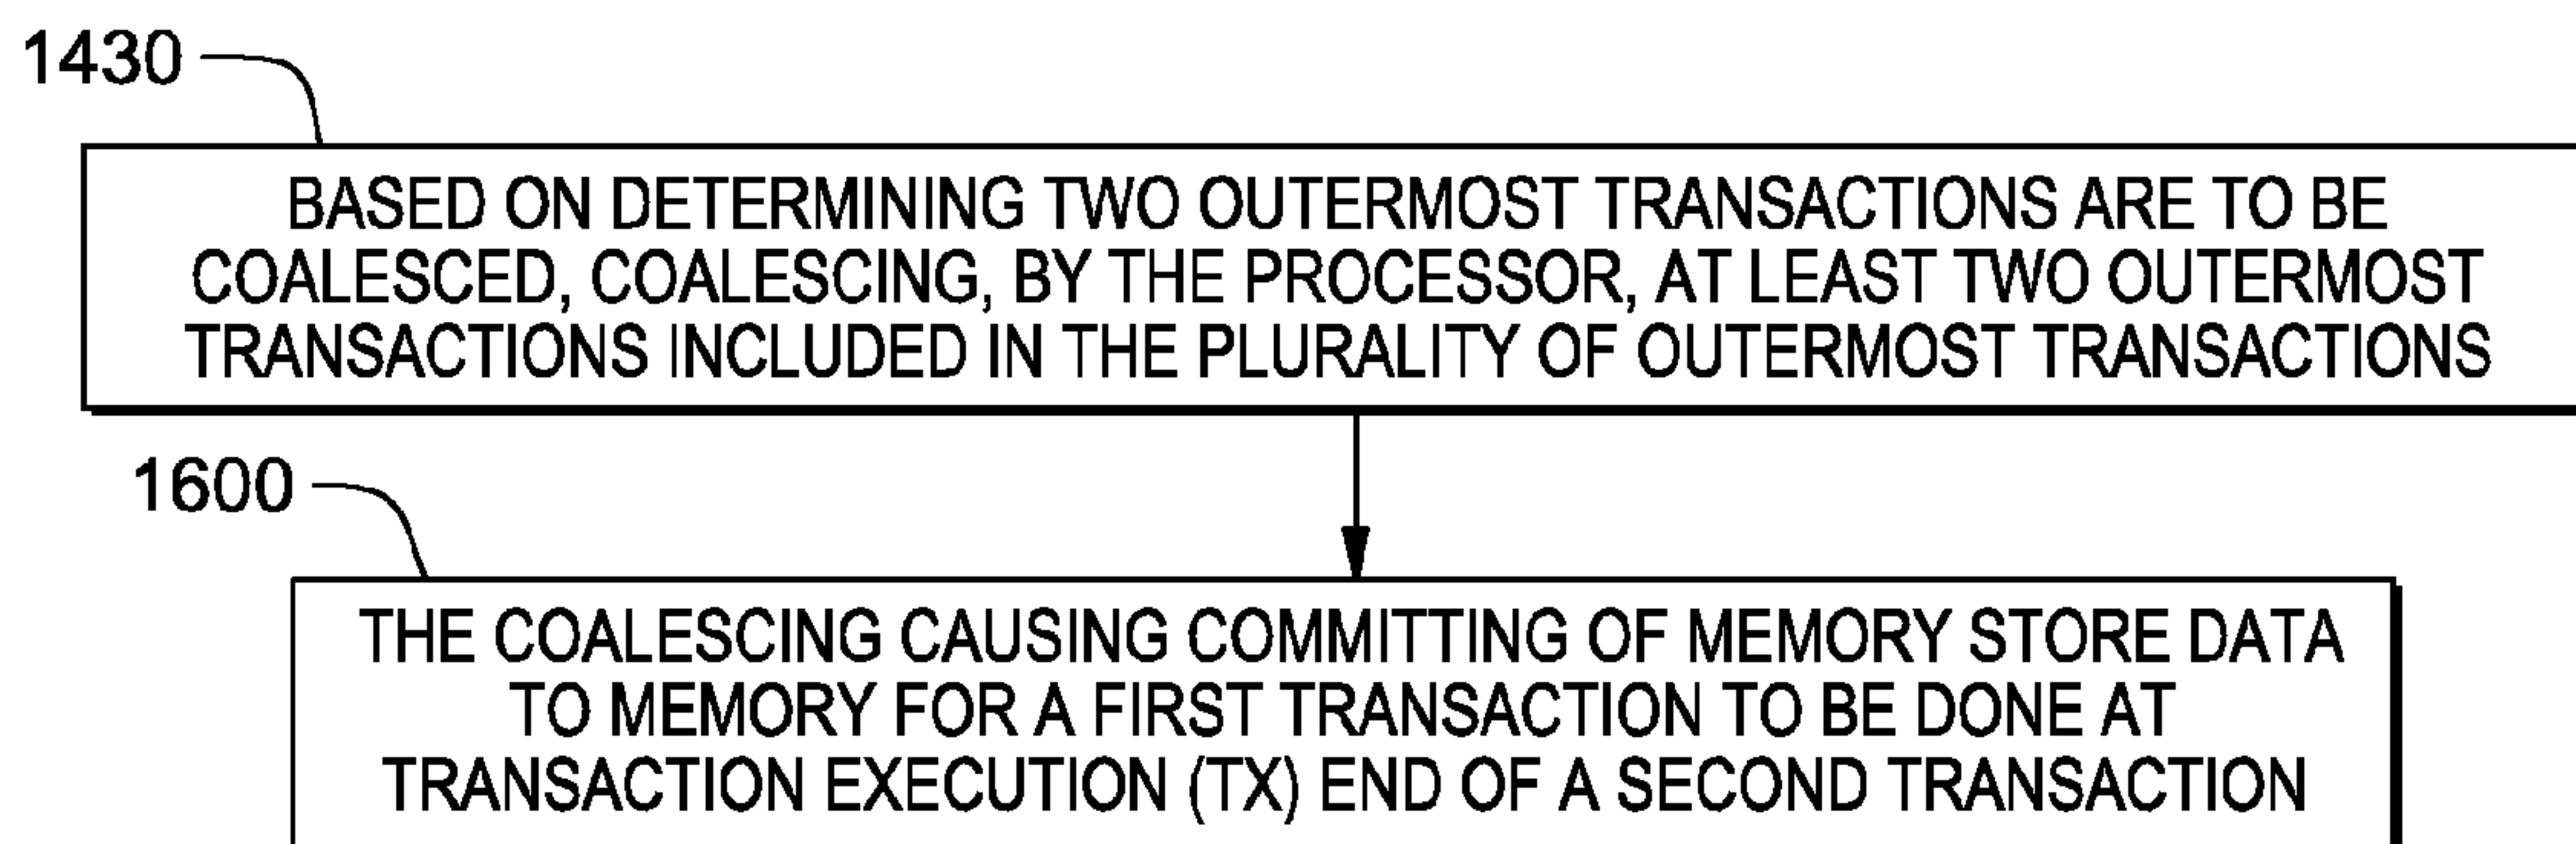 1430
BASED ON DETERMINING TWO OUTERMOST TRANSACTIONS ARE TO BE
COALESCED, COALESCING, BY THE PROCESSOR, AT LEAST TWO OUTERMOST
TRANSACTIONS INCLUDED IN THE PLURALITY OF OUTERMOST TRANSACTIONS
1600
THE COALESCING CAUSING COMMITTING OF MEMORY STORE DATA
TO MEMORY FOR A FIRST TRANSACTION TO BE DONE AT
TRANSACTION EXECUTION (TX) END OF A SECOND TRANSACTION